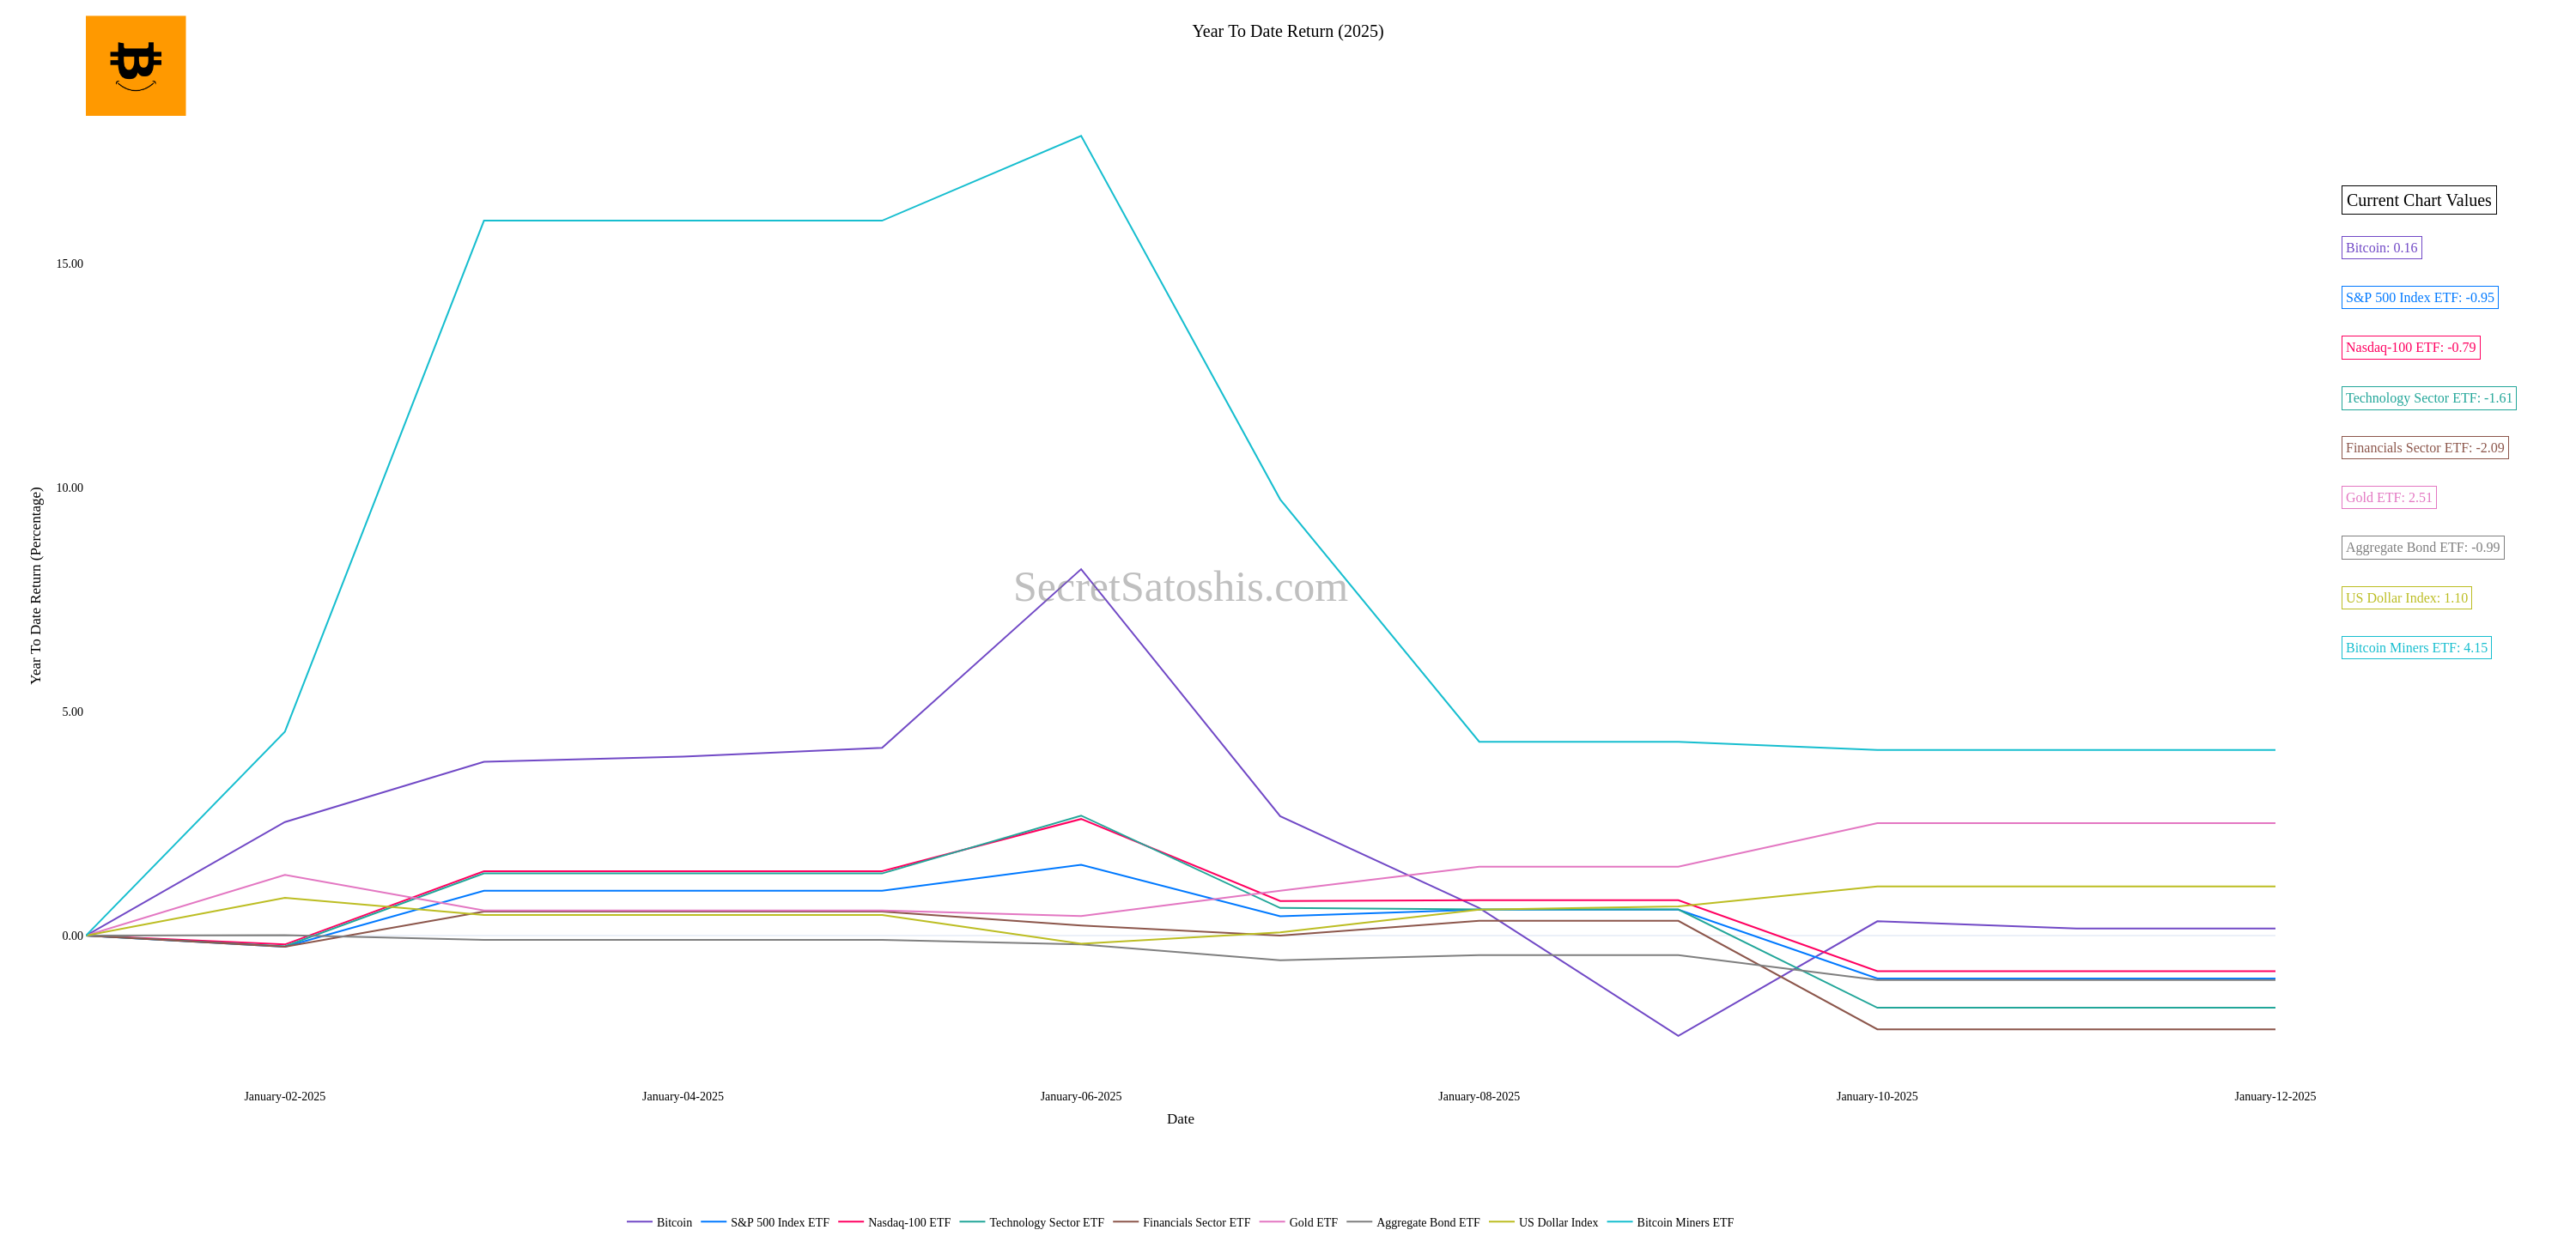 Year To Date Return (2025)
15.00
10.00
5.00
0.00
Year To Date Return (Percentage)
SecretSatoshis.com
Current Chart Values
Bitcoin: 0.16
S&P 500 Index ETF: -0.95
Nasdaq-100 ETF: -0.79
Technology Sector ETF: -1.61
Financials Sector ETF: -2.09
Gold ETF: 2.51
Aggregate Bond ETF: -0.99
US Dollar Index: 1.10
Bitcoin Miners ETF: 4.15
January-02-2025 January-04-2025 January-06-2025 January-08-2025 January-10-2025 January-12-2025
Date
Bitcoin S&P 500 Index ETF Nasdaq-100 ETF Technology Sector ETF Financials Sector ETF Gold ETF Aggregate Bond ETF US Dollar Index Bitcoin Miners ETF